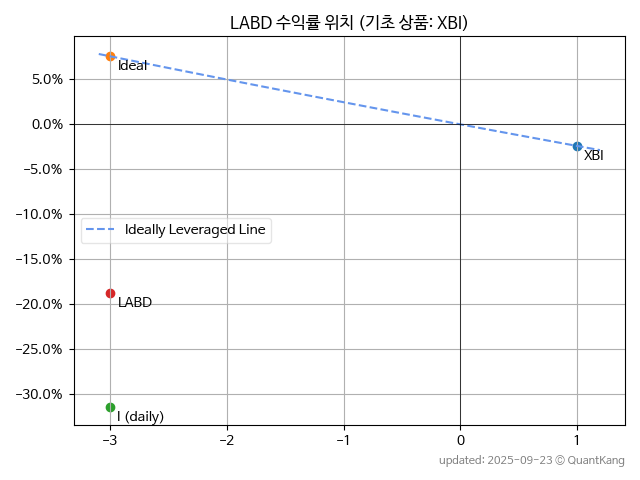 LABD 수익률 위치 (기초 상품: XBI)
5.0%
0.0%
−5.0%
−10.0%
−15.0%
−20.0%
−25.0%
−30.0%
Ideal
XBI
Ideally Leveraged Line
LABD
I (daily)
−3
−2
−1
0
1
updated: 2025-09-23 © QuantKang